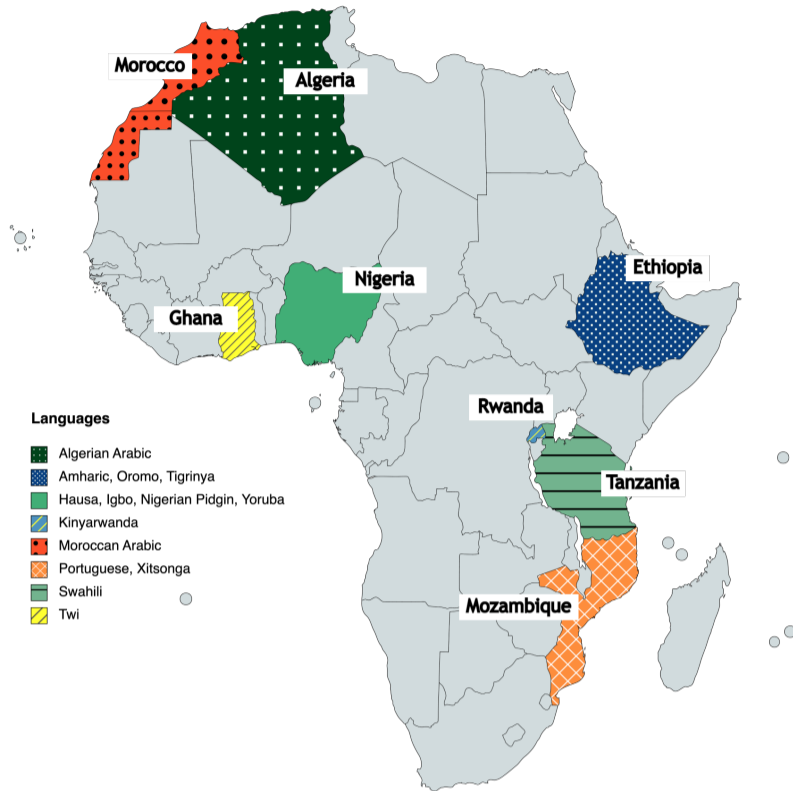 Morocco
Algeria
Ethiopia
Nigeria
Ghana
Rwanda
Tanzania
Mozambique
Languages
Algerian Arabic
Amharic, Oromo, Tigrinya
Hausa, Igbo, Nigerian Pidgin, Yoruba
Kinyarwanda
Moroccan Arabic
Portuguese, Xitsonga
Swahili
Twi